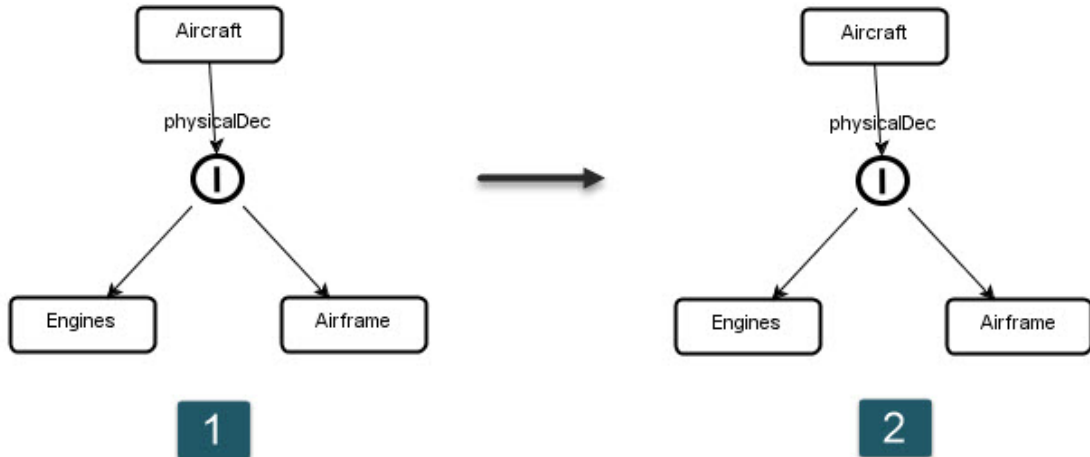 Aircraft
physicalDec
I
Engines
Airframe
1
Aircraft
physicalDec
I
Engines
Airframe
2